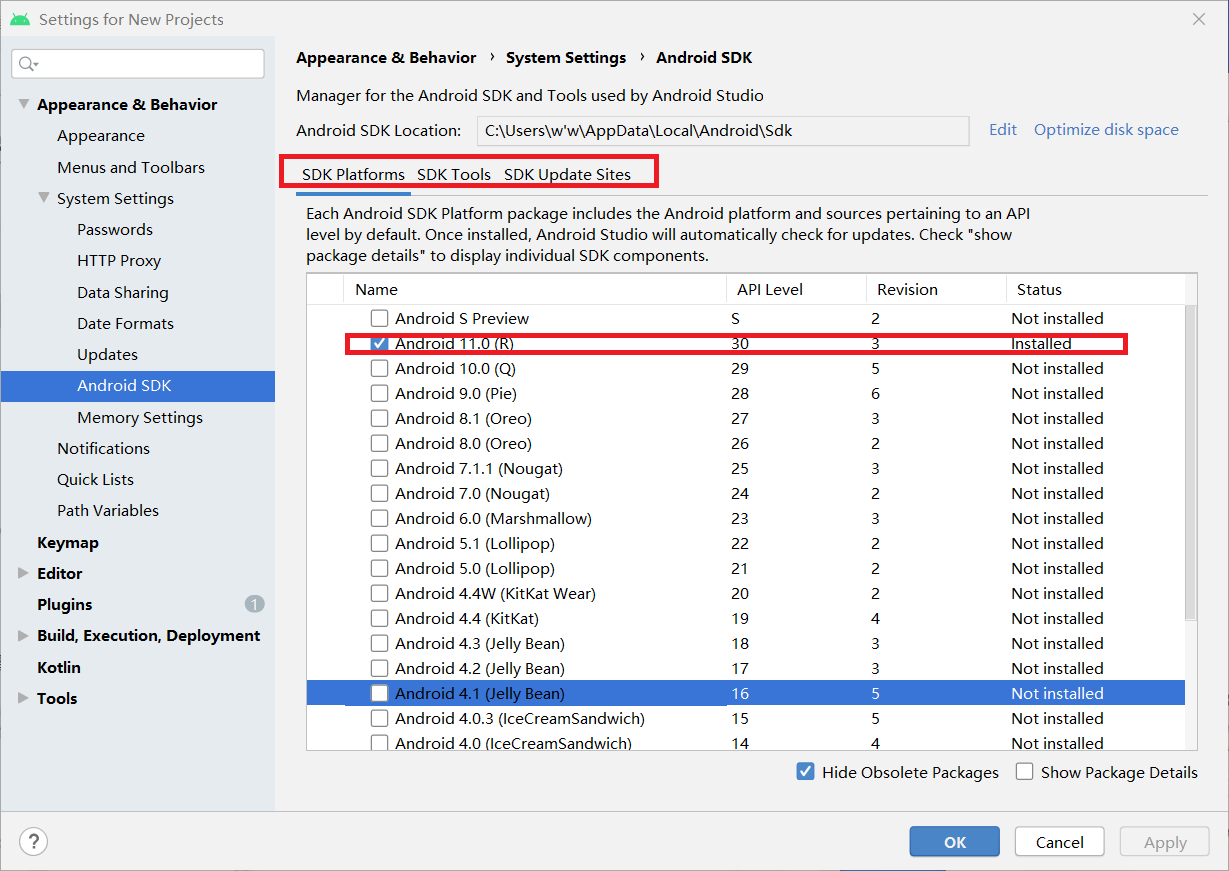 Settings for New Projects
Appearance & Behavior
Appearance
Menus and Toolbars
System Settings
Passwords
HTTP Proxy
Data Sharing
Date Formats
Updates
Android SDK
Memory Settings
Notifications
Quick Lists
Path Variables
Keymap
Editor
Plugins 1
Build, Execution, Deployment
Kotlin
Tools
Appearance & Behavior › System Settings › Android SDK
Manager for the Android SDK and Tools used by Android Studio
Android SDK Location: C:\Users\w'w\AppData\Local\Android\Sdk Edit Optimize disk space
SDK Platforms SDK Tools SDK Update Sites
Each Android SDK Platform package includes the Android platform and sources pertaining to an API
level by default. Once installed, Android Studio will automatically check for updates. Check "show
package details" to display individual SDK components.
Name API Level Revision Status
Android S Preview S 2 Not installed
Android 11.0 (R) 30 3 Installed
Android 10.0 (Q) 29 5 Not installed
Android 9.0 (Pie) 28 6 Not installed
Android 8.1 (Oreo) 27 3 Not installed
Android 8.0 (Oreo) 26 2 Not installed
Android 7.1.1 (Nougat) 25 3 Not installed
Android 7.0 (Nougat) 24 2 Not installed
Android 6.0 (Marshmallow) 23 3 Not installed
Android 5.1 (Lollipop) 22 2 Not installed
Android 5.0 (Lollipop) 21 2 Not installed
Android 4.4W (KitKat Wear) 20 2 Not installed
Android 4.4 (KitKat) 19 4 Not installed
Android 4.3 (Jelly Bean) 18 3 Not installed
Android 4.2 (Jelly Bean) 17 3 Not installed
Android 4.1 (Jelly Bean) 16 5 Not installed
Android 4.0.3 (IceCreamSandwich) 15 5 Not installed
Android 4.0 (IceCreamSandwich) 14 4 Not installed
Hide Obsolete Packages Show Package Details
? OK Cancel Apply